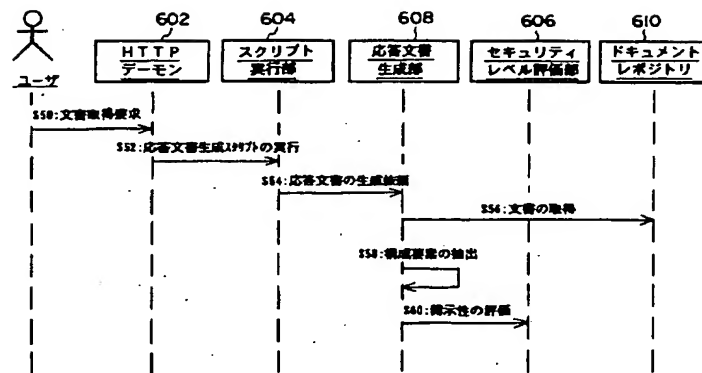 602
604
608
606
610
HTTP
デーモン
スクリプト
実行部
応答文書
生成部
セキュリティ
レベル評価部
ドキュメント
レポジトリ
ユーザ
S50:文書取得要求
S52:応答文書生成スクリプトの実行
S54:応答文書の生成依頼
S56:文書の取得
S58:構成要素の抽出
S60:提示性の評価